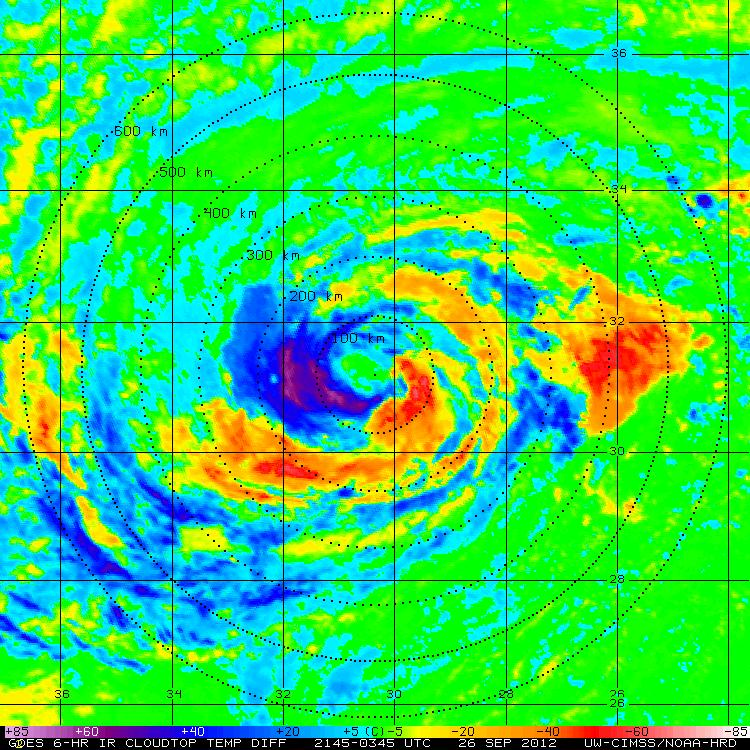 36
600 km
500 km
34
400 km
300 km
200 km
32
100 km
30
28
36 34 32 30 28 26 26
+85 +60 +40 +20 +5 (C) -5 -20 -40 -60 -85
GOES 6-HR IR CLOUDTOP TEMP DIFF 2145-0345 UTC 26 SEP 2012 UW-CIMSS/NOAA HRD